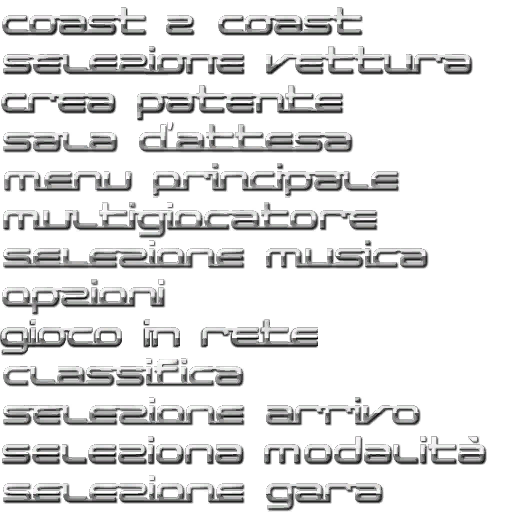 coast 2 coast
selezione vettura
crea patente
sala d'attesa
menu principale
multigiocatore
selezione musica
opzioni
gioco in rete
classifica
selezione arrivo
seleziona modalità
selezione gara